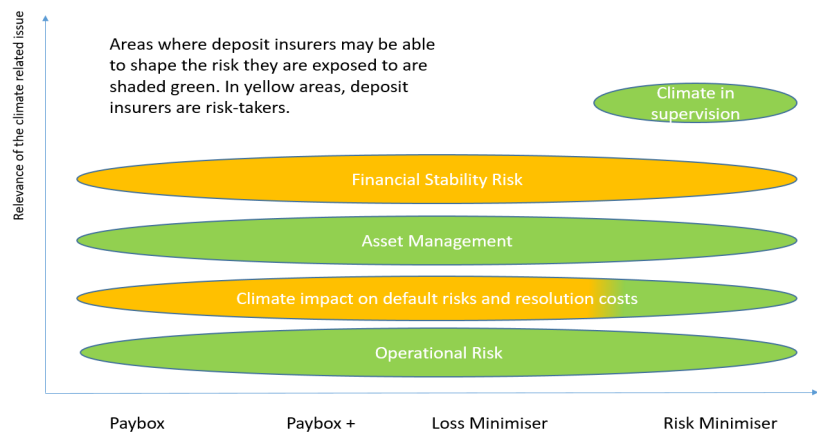 Relevance of the climate related issue
Areas where deposit insurers may be able
to shape the risk they are exposed to are
shaded green. In yellow areas, deposit
insurers are risk-takers.
Climate in
supervision
Financial Stability Risk
Asset Management
Climate impact on default risks and resolution costs
Operational Risk
Paybox
Paybox +
Loss Minimiser
Risk Minimiser